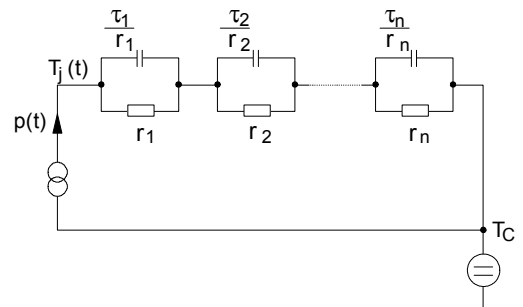 τ1 τ2 τn
r1 r2 rn
Tj (t)
p(t)
r1 r2 rn
TC